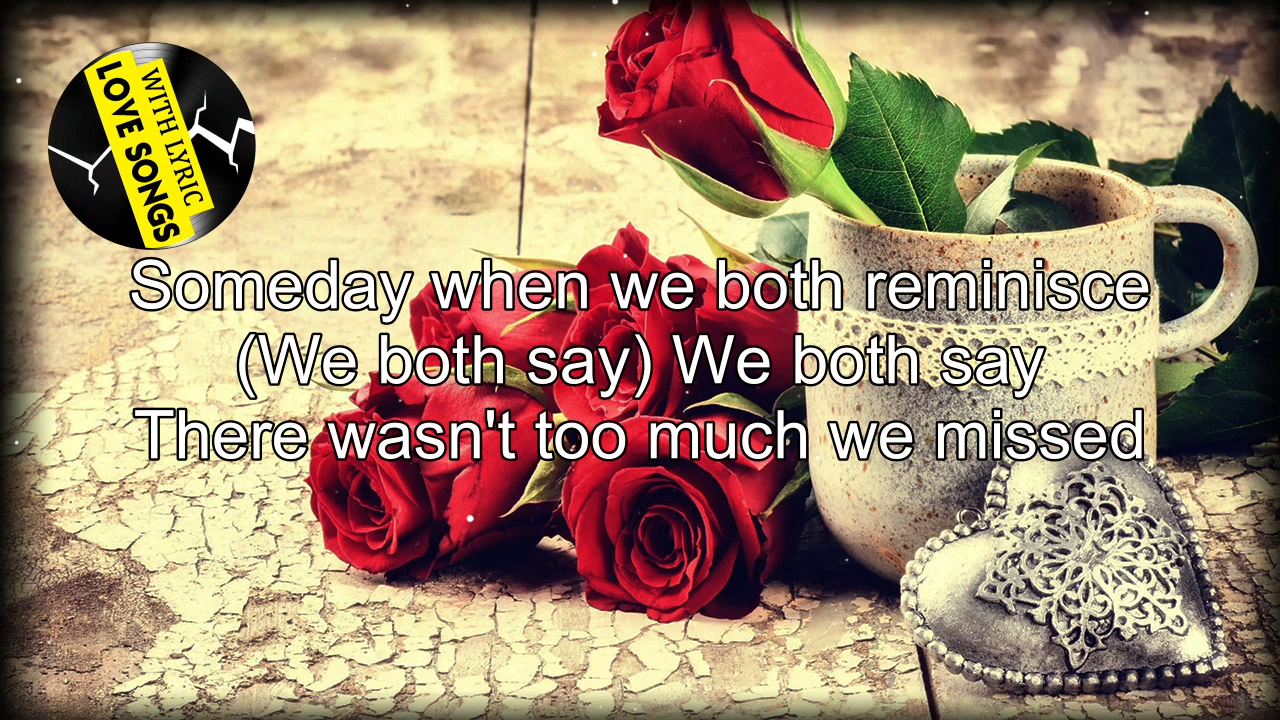 WITH LYRIC
LOVE SONGS
Someday when we both reminisce
(We both say) We both say
There wasn't too much we missed